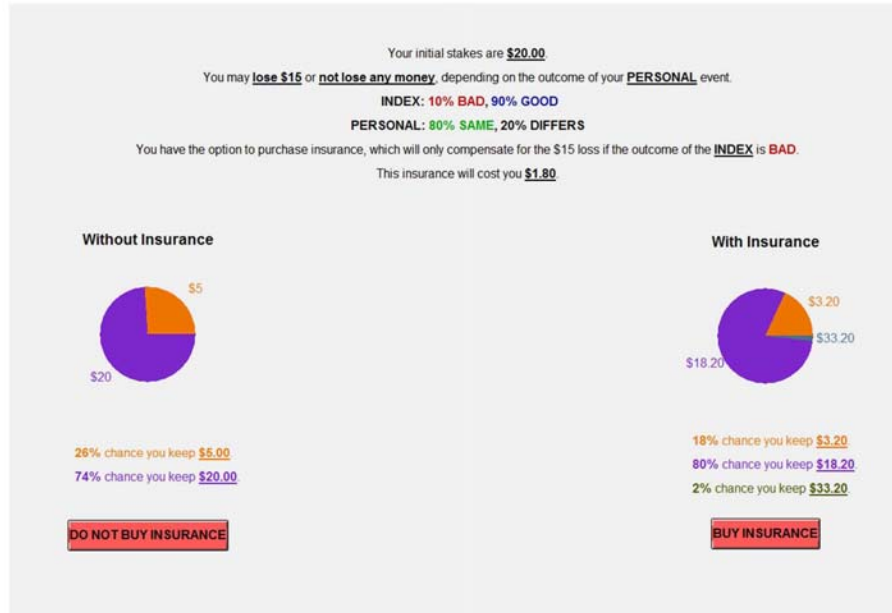 Your initial stakes are $20.00.
You may lose $15 or not lose any money, depending on the outcome of your PERSONAL event.
INDEX: 10% BAD, 90% GOOD
PERSONAL: 80% SAME, 20% DIFFERS
You have the option to purchase insurance, which will only compensate for the $15 loss if the outcome of the INDEX is BAD.
This insurance will cost you $1.80.
Without Insurance
$5
$20
26% chance you keep $5.00.
74% chance you keep $20.00.
DO NOT BUY INSURANCE
With Insurance
$3.20
$33.20
$18.20
18% chance you keep $3.20.
80% chance you keep $18.20.
2% chance you keep $33.20.
BUY INSURANCE